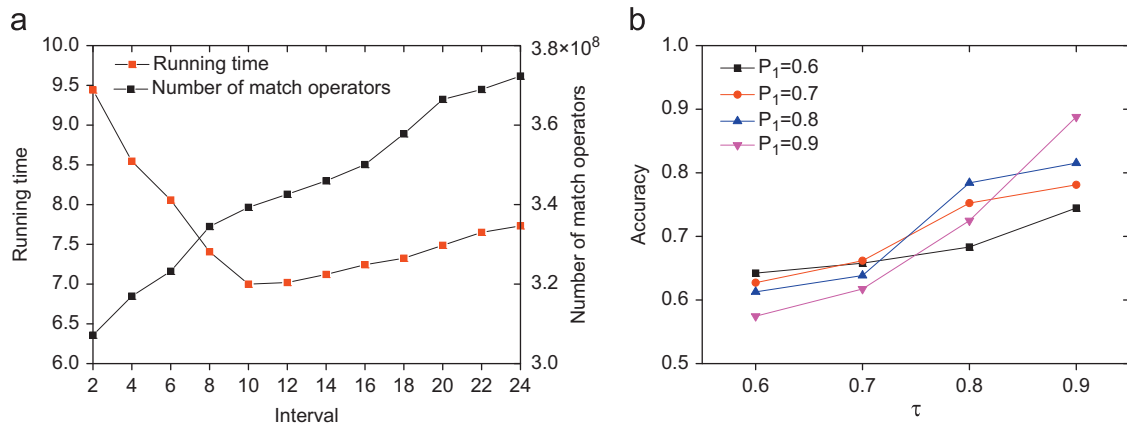 a
10.0
9.5
9.0
8.5
8.0
7.5
7.0
6.5
6.0
Running time
Running time
Number of match operators
2 4 6 8 10 12 14 16 18 20 22 24
Interval
3.8×10⁸
3.6
3.4
3.2
3.0
Number of match operators
b
1.0
0.9
0.8
0.7
0.6
0.5
Accuracy
P₁=0.6
P₁=0.7
P₁=0.8
P₁=0.9
0.6 0.7 0.8 0.9
τ